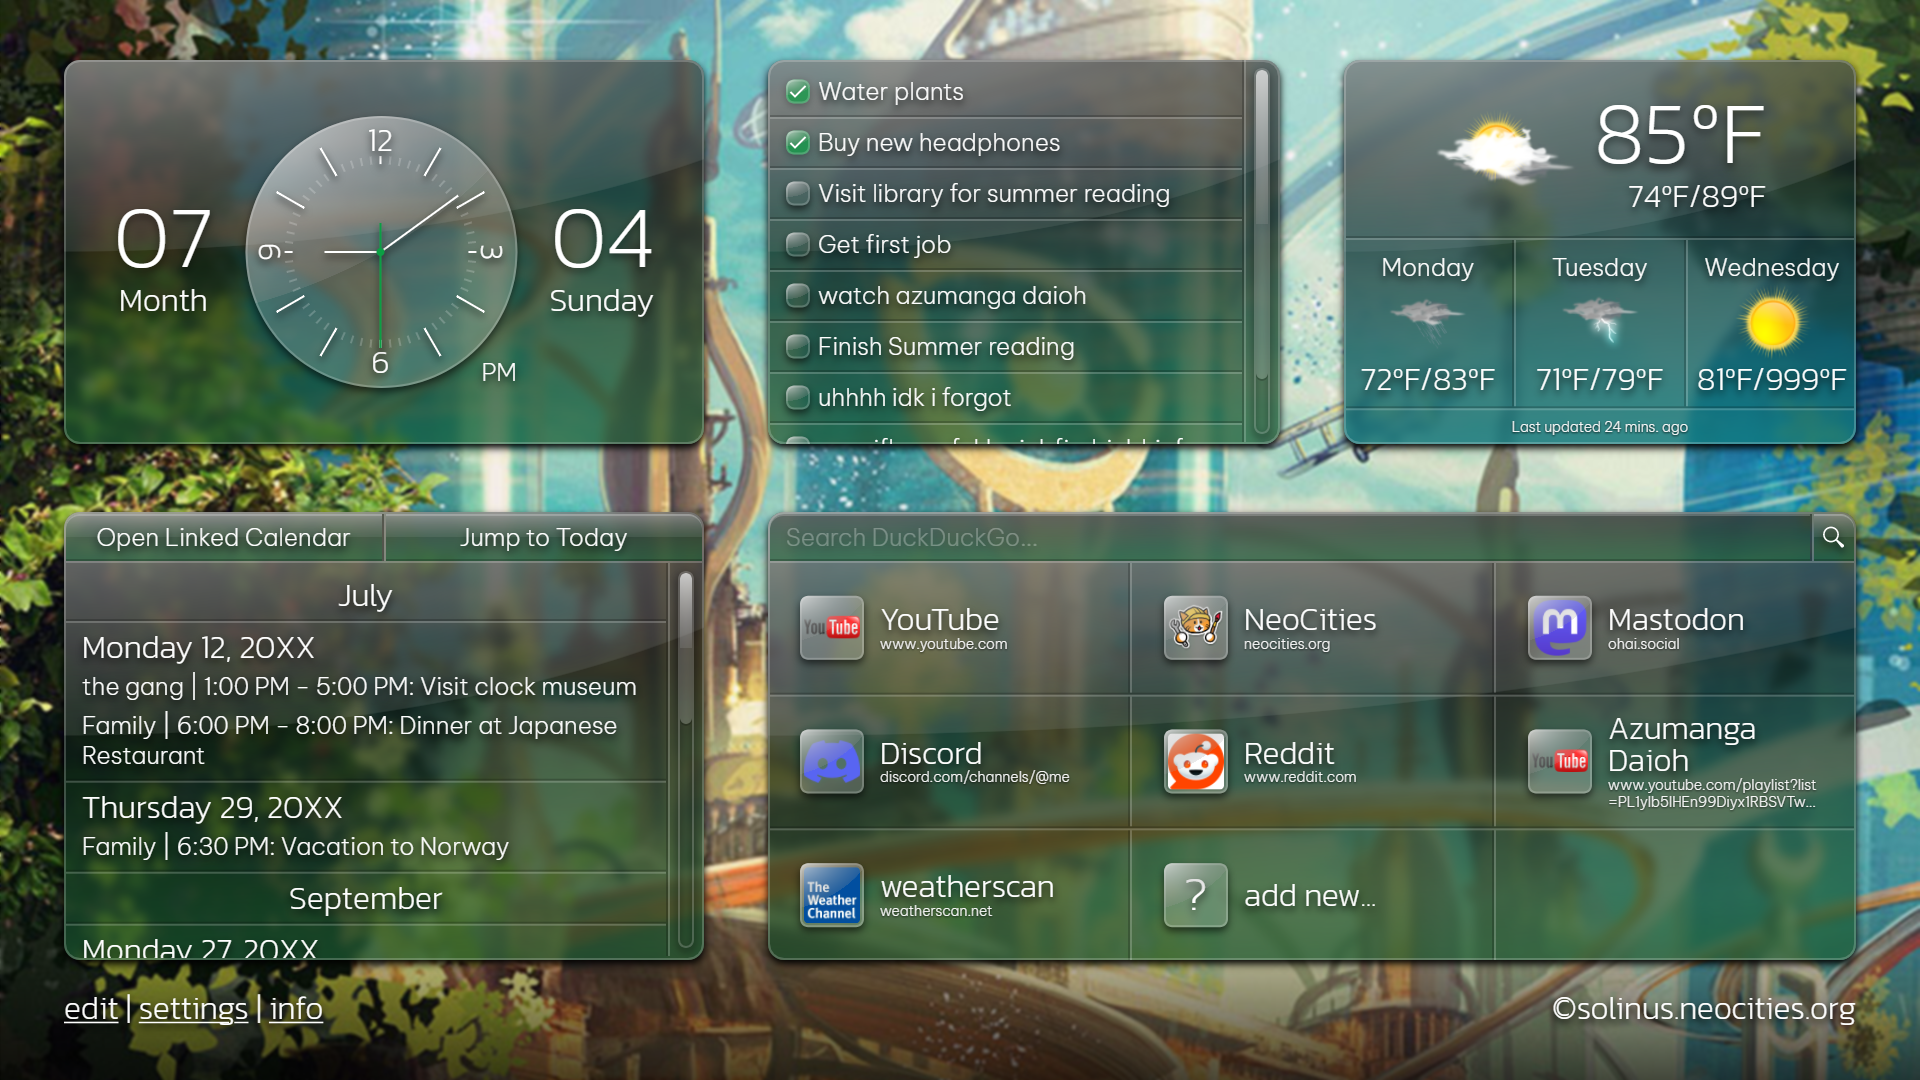 07
Month
12
3
6
9
04
Sunday
PM
Water plants
Buy new headphones
Visit library for summer reading
Get first job
watch azumanga daioh
Finish Summer reading
uhhhh idk i forgot
85°F
74°F/89°F
Monday
Tuesday
Wednesday
72°F/83°F
71°F/79°F
81°F/999°F
Last updated 24 mins. ago
Open Linked Calendar
Jump to Today
July
Monday 12, 20XX
the gang | 1:00 PM - 5:00 PM: Visit clock museum
Family | 6:00 PM - 8:00 PM: Dinner at Japanese
Restaurant
Thursday 29, 20XX
Family | 6:30 PM: Vacation to Norway
September
Monday 27, 20XX
Search DuckDuckGo...
YouTube
YouTube
www.youtube.com
NeoCities
neocities.org
m
Mastodon
ohai.social
Discord
discord.com/channels/@me
Reddit
www.reddit.com
YouTube
Azumanga
Daioh
www.youtube.com/playlist?list
=PL1ylb5IHEn99Diyx1RBSVTw...
The
Weather
Channel
weatherscan
weatherscan.net
?
add new...
edit | settings | info
©solinus.neocities.org